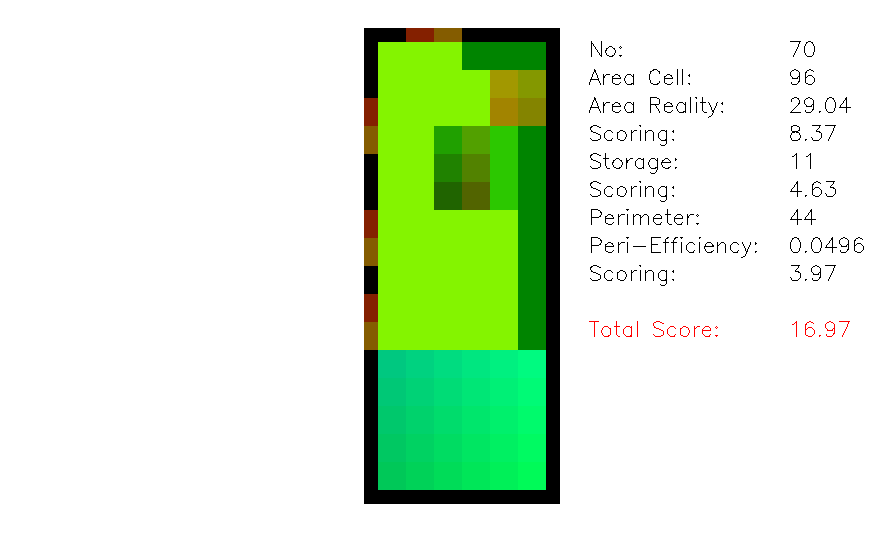 No: 70
Area Cell: 96
Area Reality: 29.04
Scoring: 8.37
Storage: 11
Scoring: 4.63
Perimeter: 44
Peri-Efficiency: 0.0496
Scoring: 3.97
Total Score: 16.97